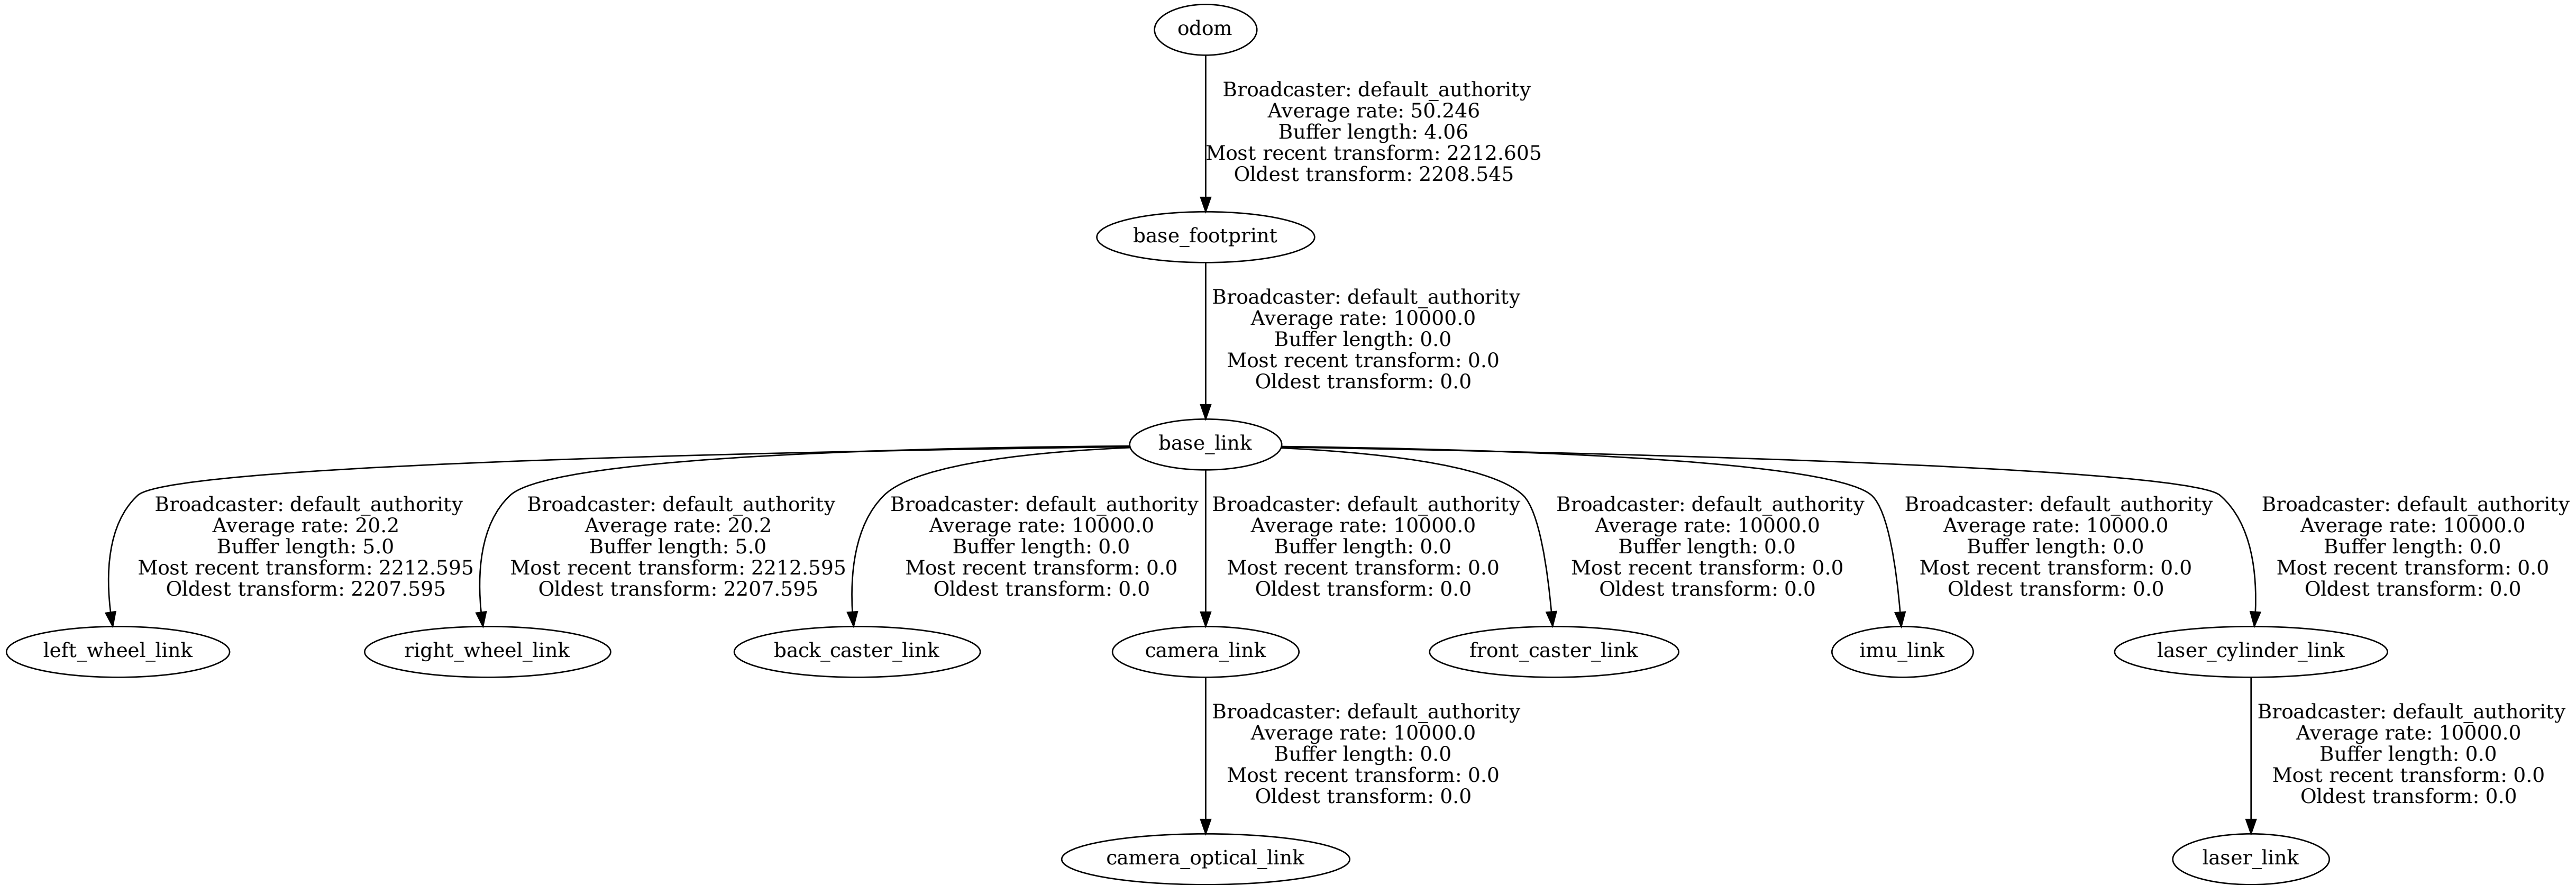 odom
Broadcaster: default_authority
Average rate: 50.246
Buffer length: 4.06
Most recent transform: 2212.605
Oldest transform: 2208.545
base_footprint
Broadcaster: default_authority
Average rate: 10000.0
Buffer length: 0.0
Most recent transform: 0.0
Oldest transform: 0.0
base_link
Broadcaster: default_authority
Average rate: 20.2
Buffer length: 5.0
Most recent transform: 2212.595
Oldest transform: 2207.595
Broadcaster: default_authority
Average rate: 20.2
Buffer length: 5.0
Most recent transform: 2212.595
Oldest transform: 2207.595
Broadcaster: default_authority
Average rate: 10000.0
Buffer length: 0.0
Most recent transform: 0.0
Oldest transform: 0.0
Broadcaster: default_authority
Average rate: 10000.0
Buffer length: 0.0
Most recent transform: 0.0
Oldest transform: 0.0
Broadcaster: default_authority
Average rate: 10000.0
Buffer length: 0.0
Most recent transform: 0.0
Oldest transform: 0.0
Broadcaster: default_authority
Average rate: 10000.0
Buffer length: 0.0
Most recent transform: 0.0
Oldest transform: 0.0
Broadcaster: default_authority
Average rate: 10000.0
Buffer length: 0.0
Most recent transform: 0.0
Oldest transform: 0.0
left_wheel_link
right_wheel_link
back_caster_link
camera_link
front_caster_link
imu_link
laser_cylinder_link
Broadcaster: default_authority
Average rate: 10000.0
Buffer length: 0.0
Most recent transform: 0.0
Oldest transform: 0.0
Broadcaster: default_authority
Average rate: 10000.0
Buffer length: 0.0
Most recent transform: 0.0
Oldest transform: 0.0
camera_optical_link
laser_link